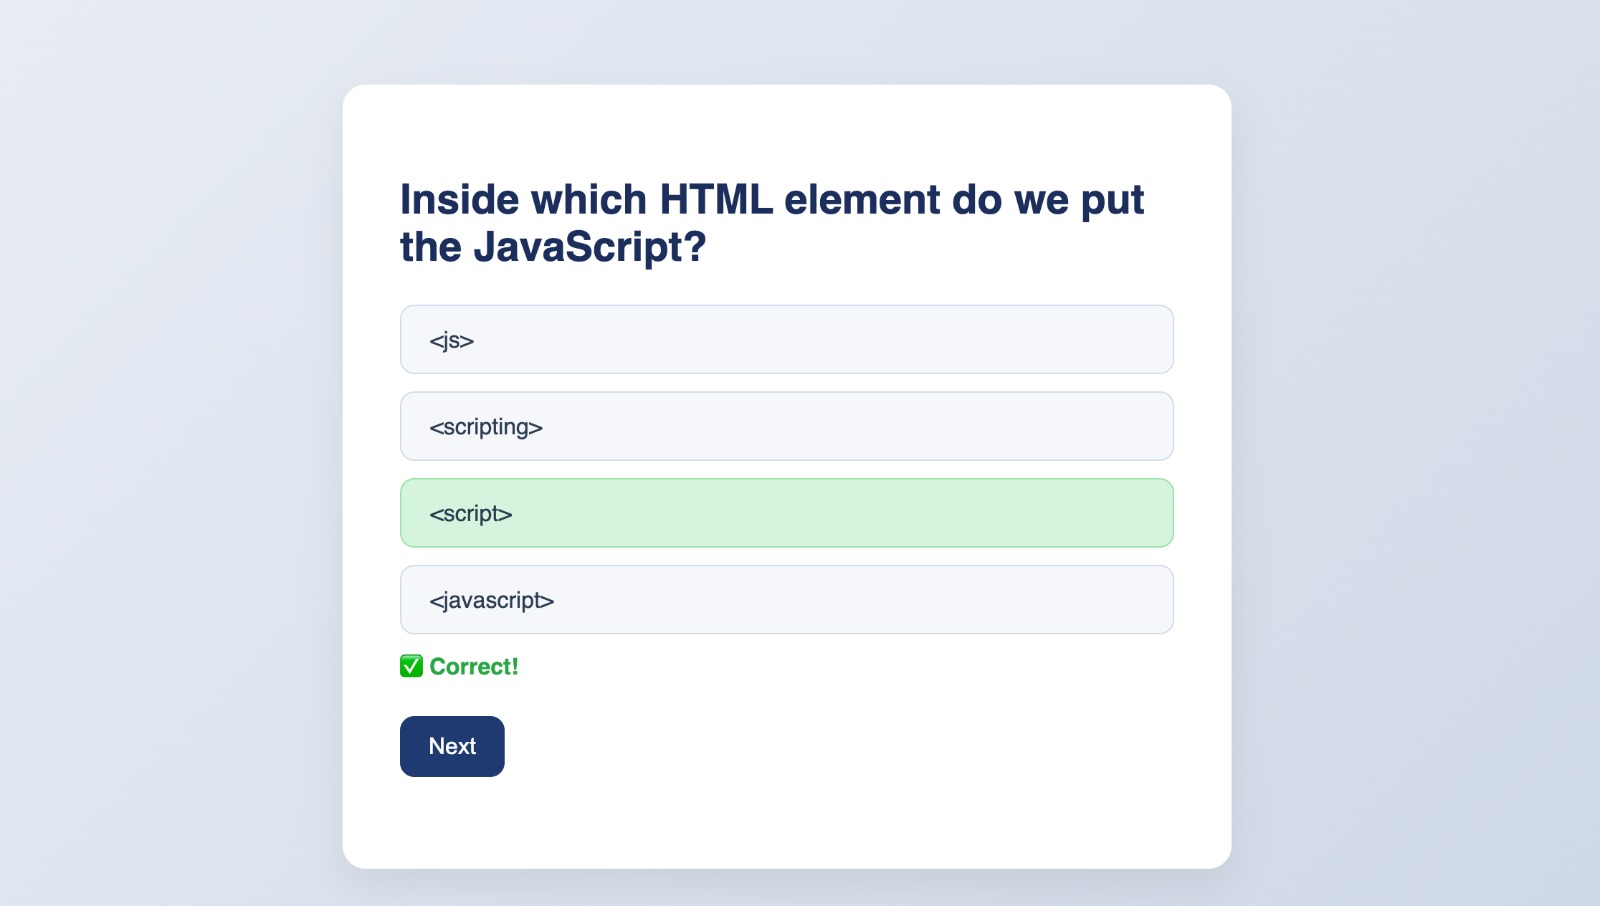 Inside which HTML element do we put
the JavaScript?
<js>
<scripting>
<script>
<javascript>
✅ Correct!
Next